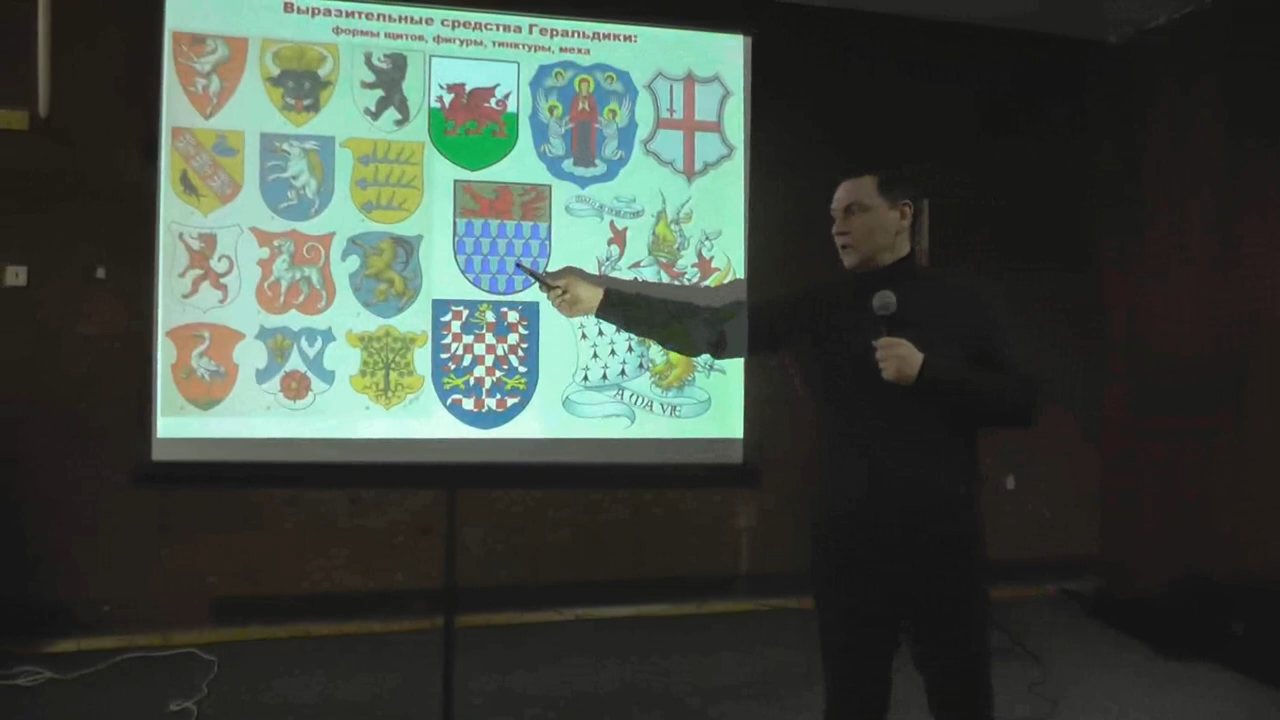 Выразительные средства Геральдики:
формы щитов, фигуры, тинктуры, меха
A MA VIE